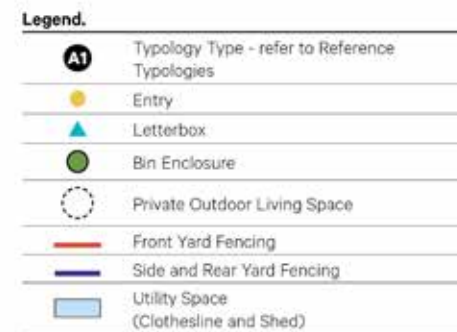 Legend.
A1
Typology Type - refer to Reference
Typologies
Entry
Letterbox
Bin Enclosure
Private Outdoor Living Space
Front Yard Fencing
Side and Rear Yard Fencing
Utility Space
(Clothesline and Shed)